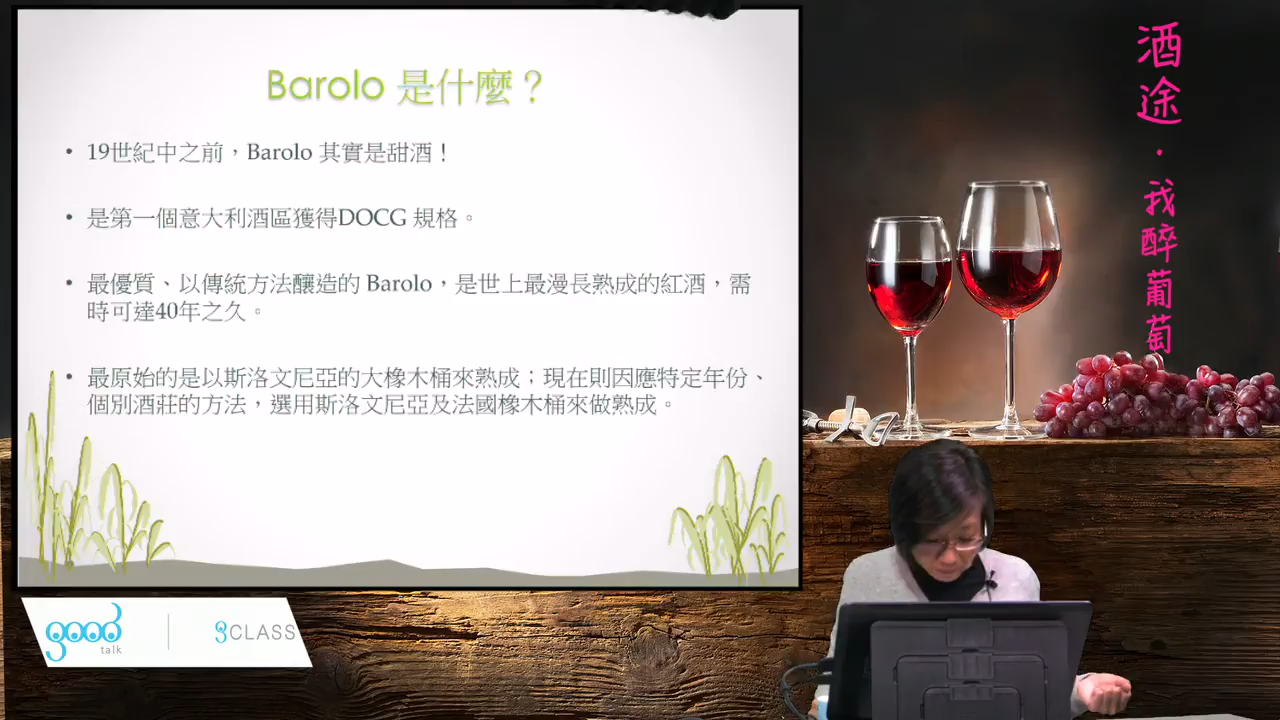 Barolo 是什麼？
• 19世紀中之前，Barolo 其實是甜酒！
• 是第一個意大利酒區獲得DOCG 規格。
• 最優質、以傳統方法釀造的 Barolo，是世上最漫長熟成的紅酒，需
時可達40年之久。
• 最原始的是以斯洛文尼亞的大橡木桶來熟成；現在則因應特定年份、
個別酒莊的方法，選用斯洛文尼亞及法國橡木桶來做熟成。
酒途·我醉葡萄
good
talk
gCLASS